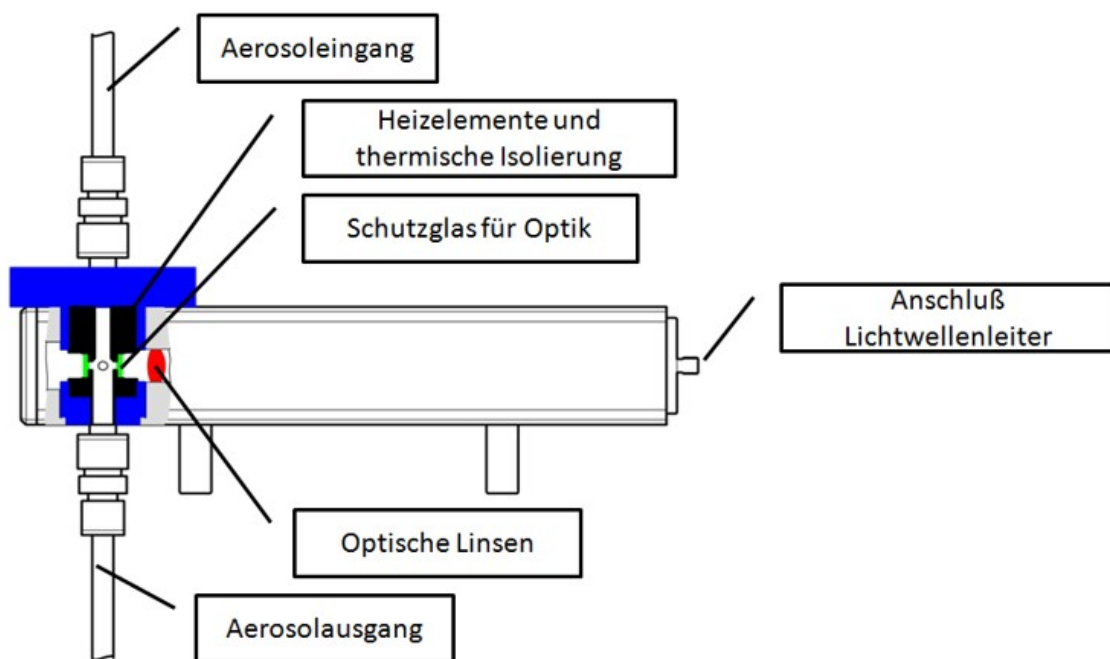 Aerosoleingang
Heizelemente und
thermische Isolierung
Schutzglas für Optik
Anschluß
Lichtwellenleiter
Optische Linsen
Aerosolausgang